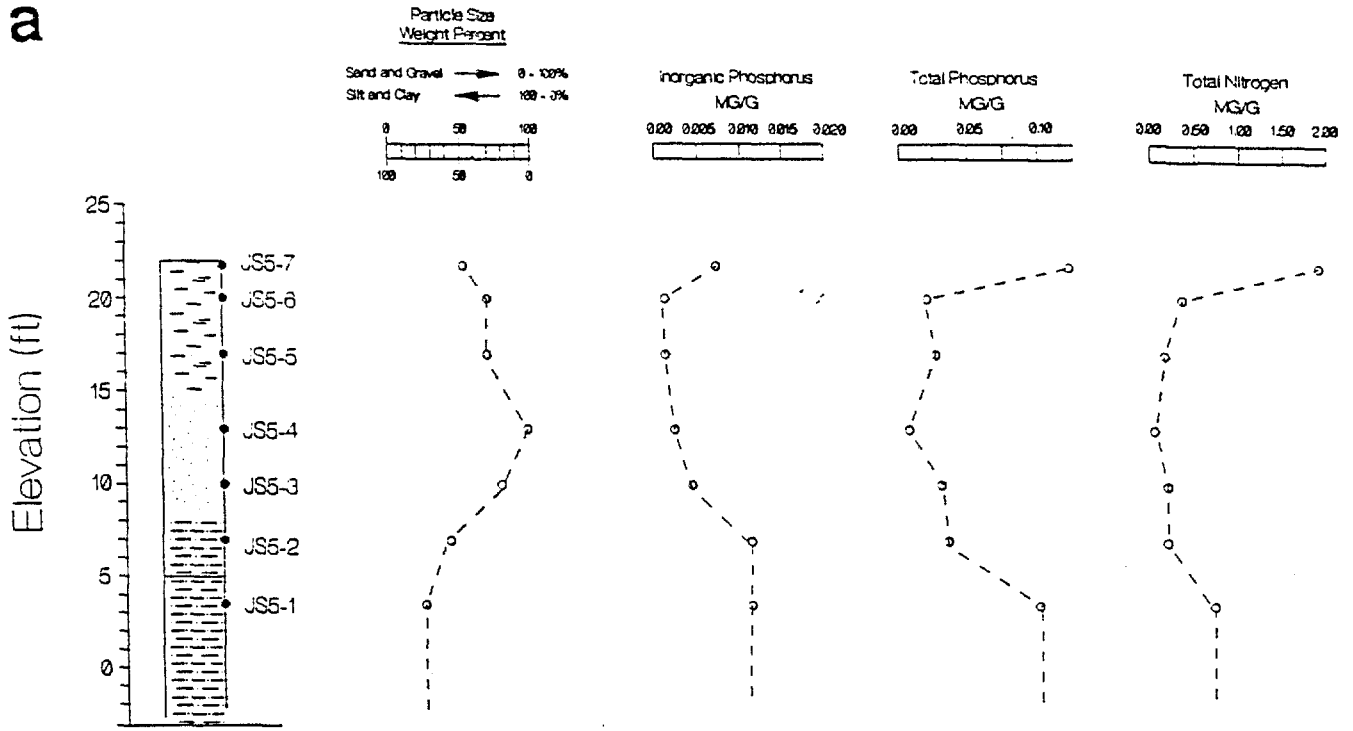 a
Particle Size
Weight Percent
Sand and Gravel 0 - 100%
Silt and Clay 100 - 0%
0 50 100
100 50 0
Inorganic Phosphorus
MG/G
0.00 0.005 0.010 0.015 0.020
Total Phosphorus
MG/G
0.00 0.05 0.10
Total Nitrogen
MG/G
0.00 0.50 1.00 1.50 2.00
Elevation (ft)
25
20
15
10
5
0
JS5-7
JS5-6
JS5-5
JS5-4
JS5-3
JS5-2
JS5-1